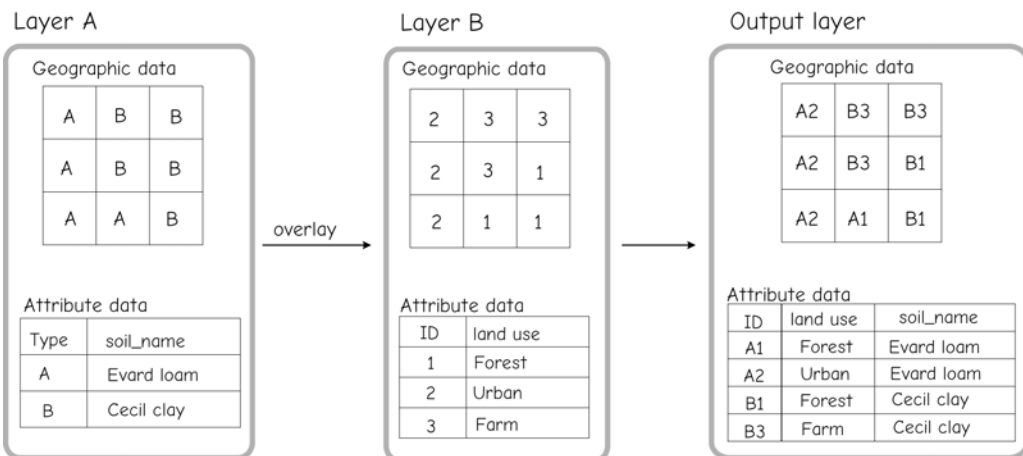 Layer A
Geographic data
A B B
A B B
A A B
Attribute data
Type soil_name
A Evard loam
B Cecil clay
overlay
Layer B
Geographic data
2 3 3
2 3 1
2 1 1
Attribute data
ID land use
1 Forest
2 Urban
3 Farm
Output layer
Geographic data
A2 B3 B3
A2 B3 B1
A2 A1 B1
Attribute data
ID land use soil_name
A1 Forest Evard loam
A2 Urban Evard loam
B1 Forest Cecil clay
B3 Farm Cecil clay